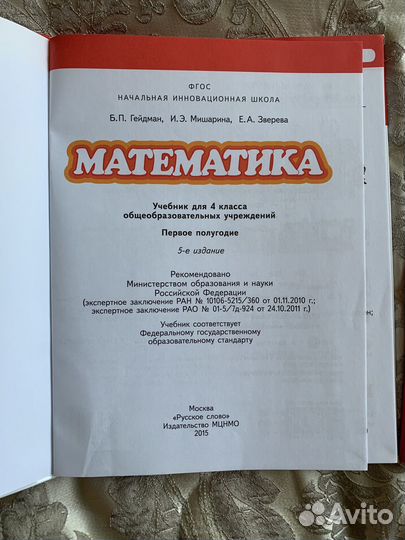 ФГОС
НАЧАЛЬНАЯ ИННОВАЦИОННАЯ ШКОЛА
Б.П. Гейдман, И.Э. Мишарина, Е.А. Зверева
МАТЕМАТИКА
Учебник для 4 класса
общеобразовательных учреждений
Первое полугодие
5-е издание
Рекомендовано
Министерством образования и науки
Российской Федерации
(экспертное заключение РАН № 10106-5215/360 от 01.11.2010 г.;
экспертное заключение РАО № 01-5/7д-924 от 24.10.2011 г.)
Учебник соответствует
Федеральному государственному
образовательному стандарту
Москва
«Русское слово»
Издательство МЦНМО
2015
Avito